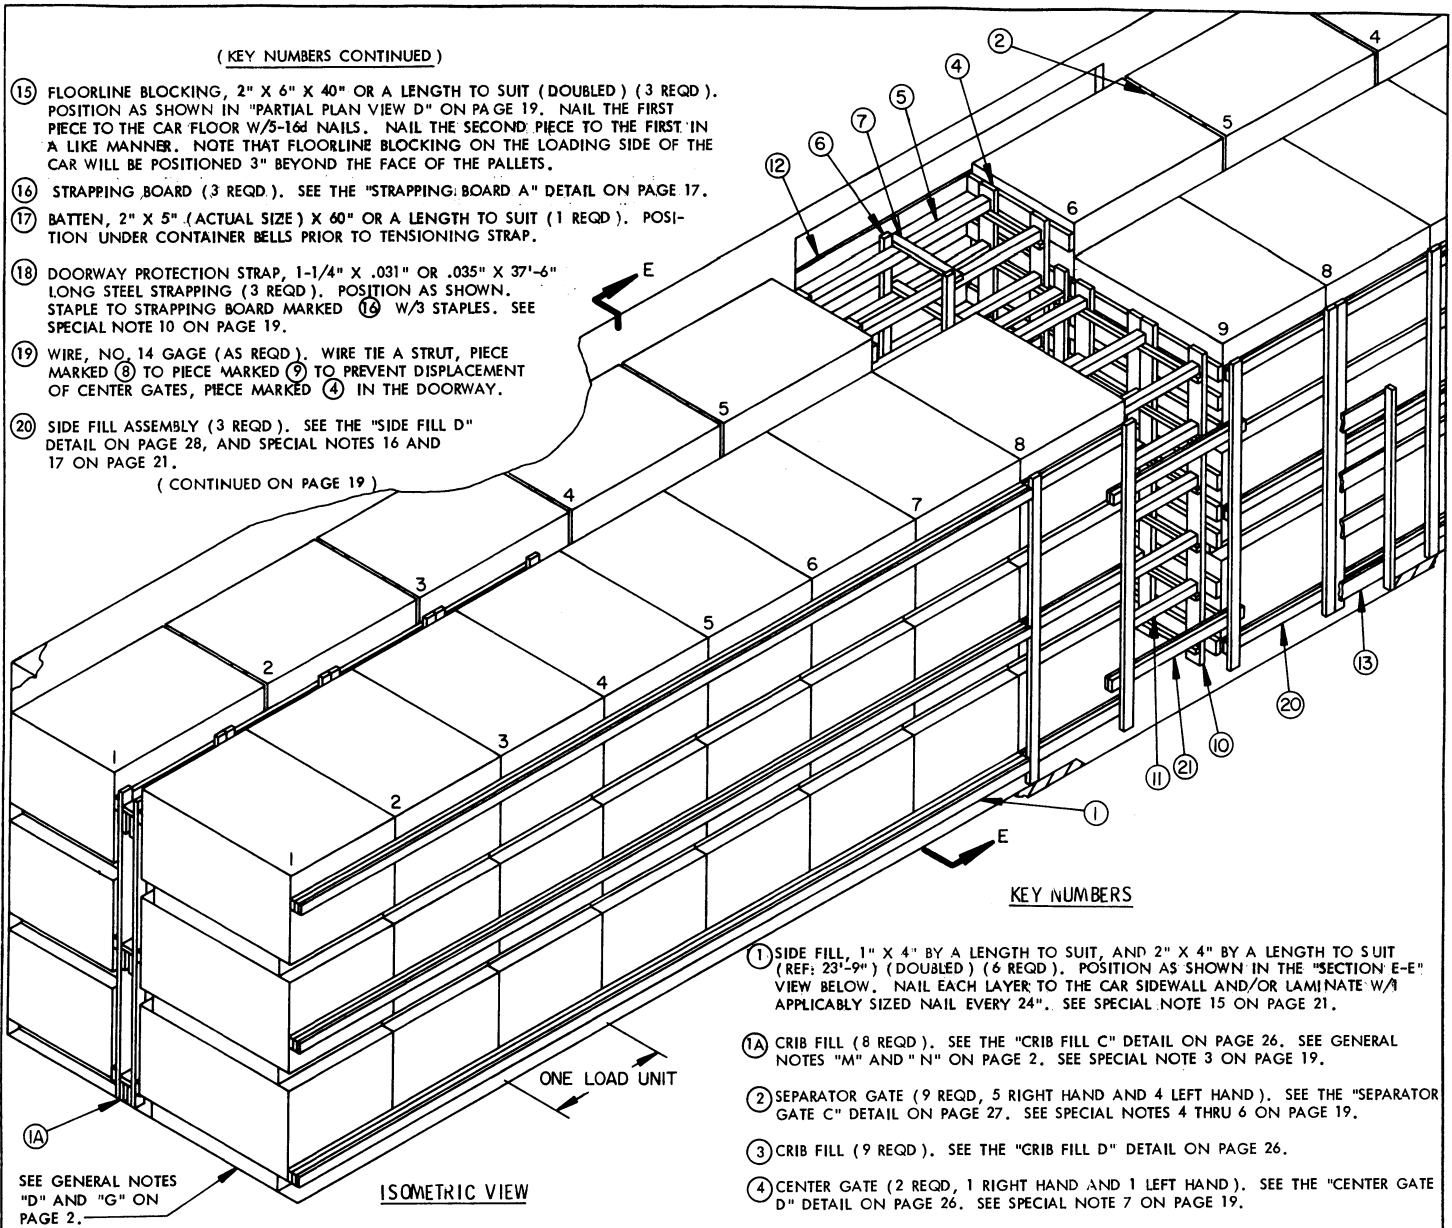 ( KEY NUMBERS CONTINUED )
15 FLOORLINE BLOCKING, 2" X 6" X 40" OR A LENGTH TO SUIT ( DOUBLED ) ( 3 REQD ).
POSITION AS SHOWN IN "PARTIAL PLAN VIEW D" ON PAGE 19. NAIL THE FIRST
PIECE TO THE CAR FLOOR W/5-16d NAILS. NAIL THE SECOND PIECE TO THE FIRST IN
A LIKE MANNER. NOTE THAT FLOORLINE BLOCKING ON THE LOADING SIDE OF THE
CAR WILL BE POSITIONED 3" BEYOND THE FACE OF THE PALLETS.
16 STRAPPING BOARD ( 3 REQD ). SEE THE "STRAPPING BOARD A" DETAIL ON PAGE 17.
17 BATTEN, 2" X 5" ( ACTUAL SIZE ) X 60" OR A LENGTH TO SUIT ( 1 REQD ). POSI-
TION UNDER CONTAINER BELLS PRIOR TO TENSIONING STRAP.
18 DOORWAY PROTECTION STRAP, 1-1/4" X .031" OR .035" X 37'-6"
LONG STEEL STRAPPING ( 3 REQD ). POSITION AS SHOWN.
STAPLE TO STRAPPING BOARD MARKED 16 W/3 STAPLES. SEE
SPECIAL NOTE 10 ON PAGE 19.
19 WIRE, NO. 14 GAGE ( AS REQD ). WIRE TIE A STRUT, PIECE
MARKED 8 TO PIECE MARKED 9 TO PREVENT DISPLACEMENT
OF CENTER GATES, PIECE MARKED 4 IN THE DOORWAY.
20 SIDE FILL ASSEMBLY ( 3 REQD ). SEE THE "SIDE FILL D"
DETAIL ON PAGE 28, AND SPECIAL NOTES 16 AND
17 ON PAGE 21.
( CONTINUED ON PAGE 19 )
2
4
5
7
6
12
4
5
6
8
9
E
5
4
3
2
1
8
7
6
5
4
3
2
1
13
20
10
21
11
1
E
ONE LOAD UNIT
1A
SEE GENERAL NOTES
"D" AND "G" ON
PAGE 2.
ISOMETRIC VIEW
KEY NUMBERS
1 SIDE FILL, 1" X 4" BY A LENGTH TO SUIT, AND 2" X 4" BY A LENGTH TO SUIT
( REF: 23'-9" ) ( DOUBLED ) ( 6 REQD ). POSITION AS SHOWN IN THE "SECTION E-E"
VIEW BELOW. NAIL EACH LAYER TO THE CAR SIDEWALL AND/OR LAMINATE W/1
APPLICABLY SIZED NAIL EVERY 24". SEE SPECIAL NOTE 15 ON PAGE 21.
1A CRIB FILL ( 8 REQD ). SEE THE "CRIB FILL C" DETAIL ON PAGE 26. SEE GENERAL
NOTES "M" AND "N" ON PAGE 2. SEE SPECIAL NOTE 3 ON PAGE 19.
2 SEPARATOR GATE ( 9 REQD, 5 RIGHT HAND AND 4 LEFT HAND ). SEE THE "SEPARATOR
GATE C" DETAIL ON PAGE 27. SEE SPECIAL NOTES 4 THRU 6 ON PAGE 19.
3 CRIB FILL ( 9 REQD ). SEE THE "CRIB FILL D" DETAIL ON PAGE 26.
4 CENTER GATE ( 2 REQD, 1 RIGHT HAND AND 1 LEFT HAND ). SEE THE "CENTER GATE
D" DETAIL ON PAGE 26. SEE SPECIAL NOTE 7 ON PAGE 19.